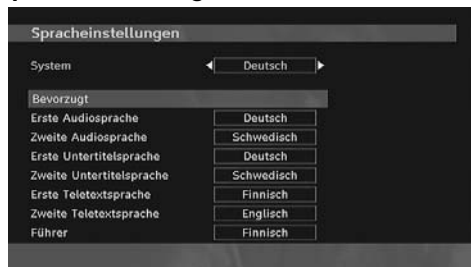 Spracheinstellungen
System Deutsch
Bevorzugt
Erste Audiosprache Deutsch
Zweite Audiosprache Schwedisch
Erste Untertitelsprache Deutsch
Zweite Untertitelsprache Schwedisch
Erste Teletextsprache Finnisch
Zweite Teletextsprache Englisch
Führer Finnisch